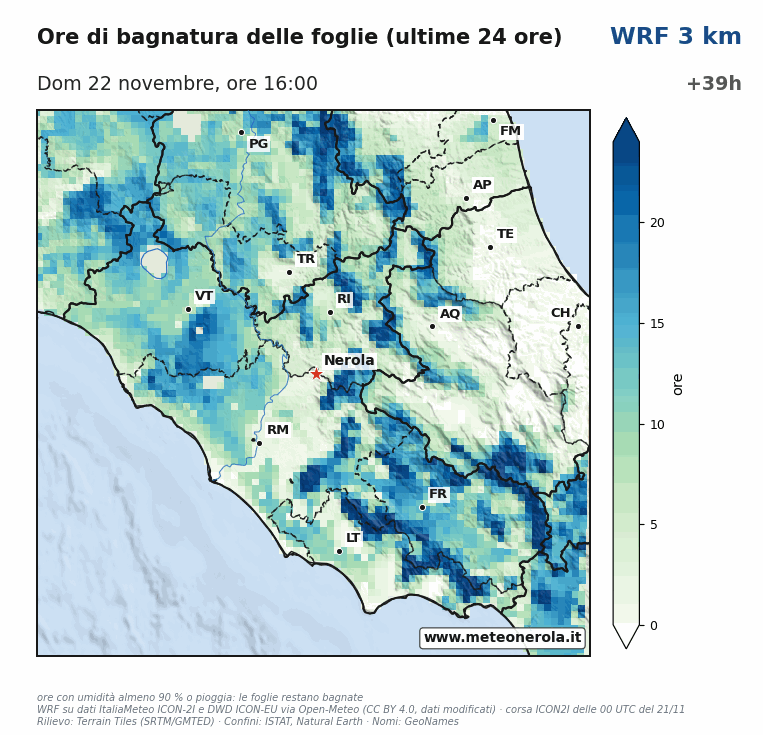 Ore di bagnatura delle foglie (ultime 24 ore)
WRF 3 km
Dom 22 novembre, ore 16:00
+39h
FM
PG
AP
TE
TR
VT
RI
AQ
CH
Nerola
RM
FR
LT
www.meteonerola.it
20
15
10
5
0
ore
ore con umidità almeno 90 % o pioggia: le foglie restano bagnate
WRF su dati ItaliaMeteo ICON-2I e DWD ICON-EU via Open-Meteo (CC BY 4.0, dati modificati) · corsa ICON2I delle 00 UTC del 21/11
Rilievo: Terrain Tiles (SRTM/GMTED) · Confini: ISTAT, Natural Earth · Nomi: GeoNames